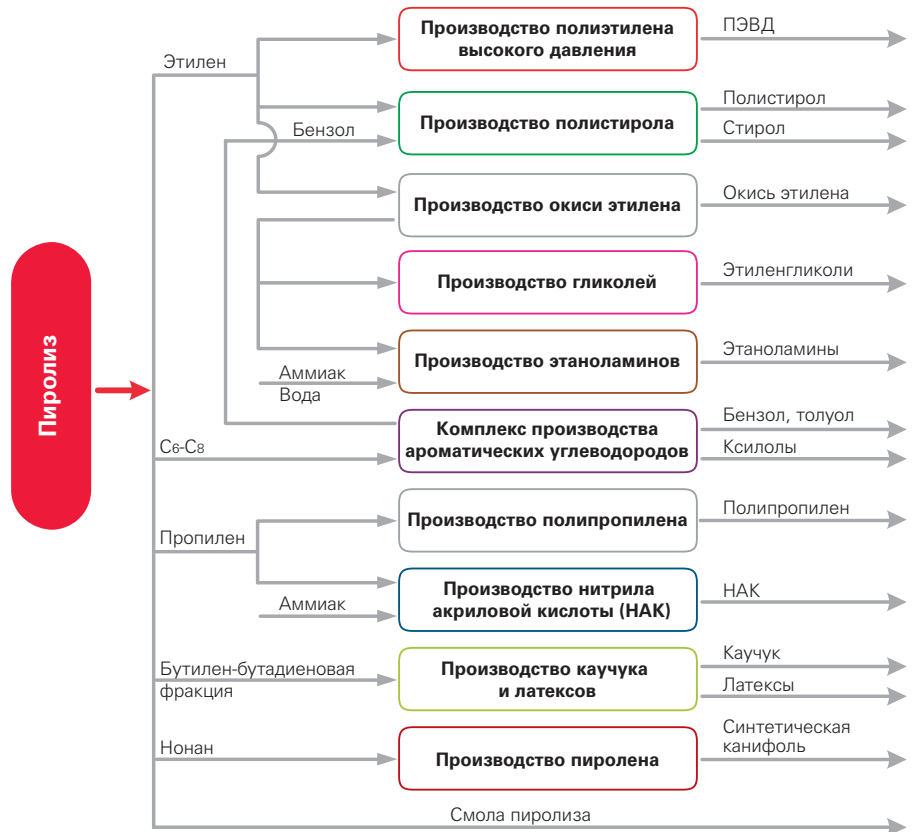 Пиролиз
Этилен
Производство полиэтилена
высокого давления
ПЭВД
Бензол
Производство полистирола
Полистирол
Стирол
Производство окиси этилена
Окись этилена
Производство гликолей
Этиленгликоли
Аммиак
Вода
Производство этаноламинов
Этаноламины
C6-C8
Комплекс производства
ароматических углеводородов
Бензол, толуол
Ксилолы
Пропилен
Производство полипропилена
Полипропилен
Аммиак
Производство нитрила
акриловой кислоты (НАК)
НАК
Бутилен-бутадиеновая
фракция
Производство каучука
и латексов
Каучук
Латексы
Нонан
Производство пиролена
Синтетическая
канифоль
Смола пиролиза